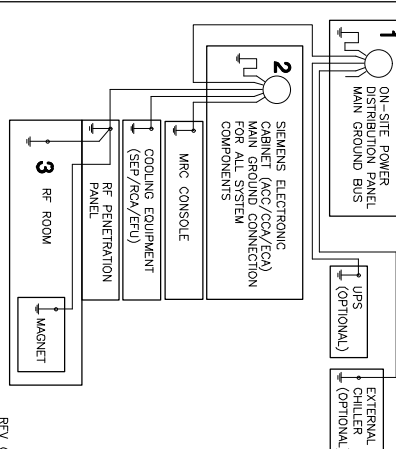 1
ON-SITE POWER
DISTRIBUTION PANEL
MAIN GROUND BUS
2
SIEMENS ELECTRONIC
CABINET (ACC/CCA/ECA)
MAIN GROUND CONNECTION
FOR ALL SYSTEM
COMPONENTS
UPS
(OPTIONAL)
EXTERNAL
CHILLER
(OPTIONAL)
MRC CONSOLE
COOLING EQUIPMENT
(SEP/RCA/EFU)
RF PENETRATION
PANEL
3
RF ROOM
MAGNET
REV